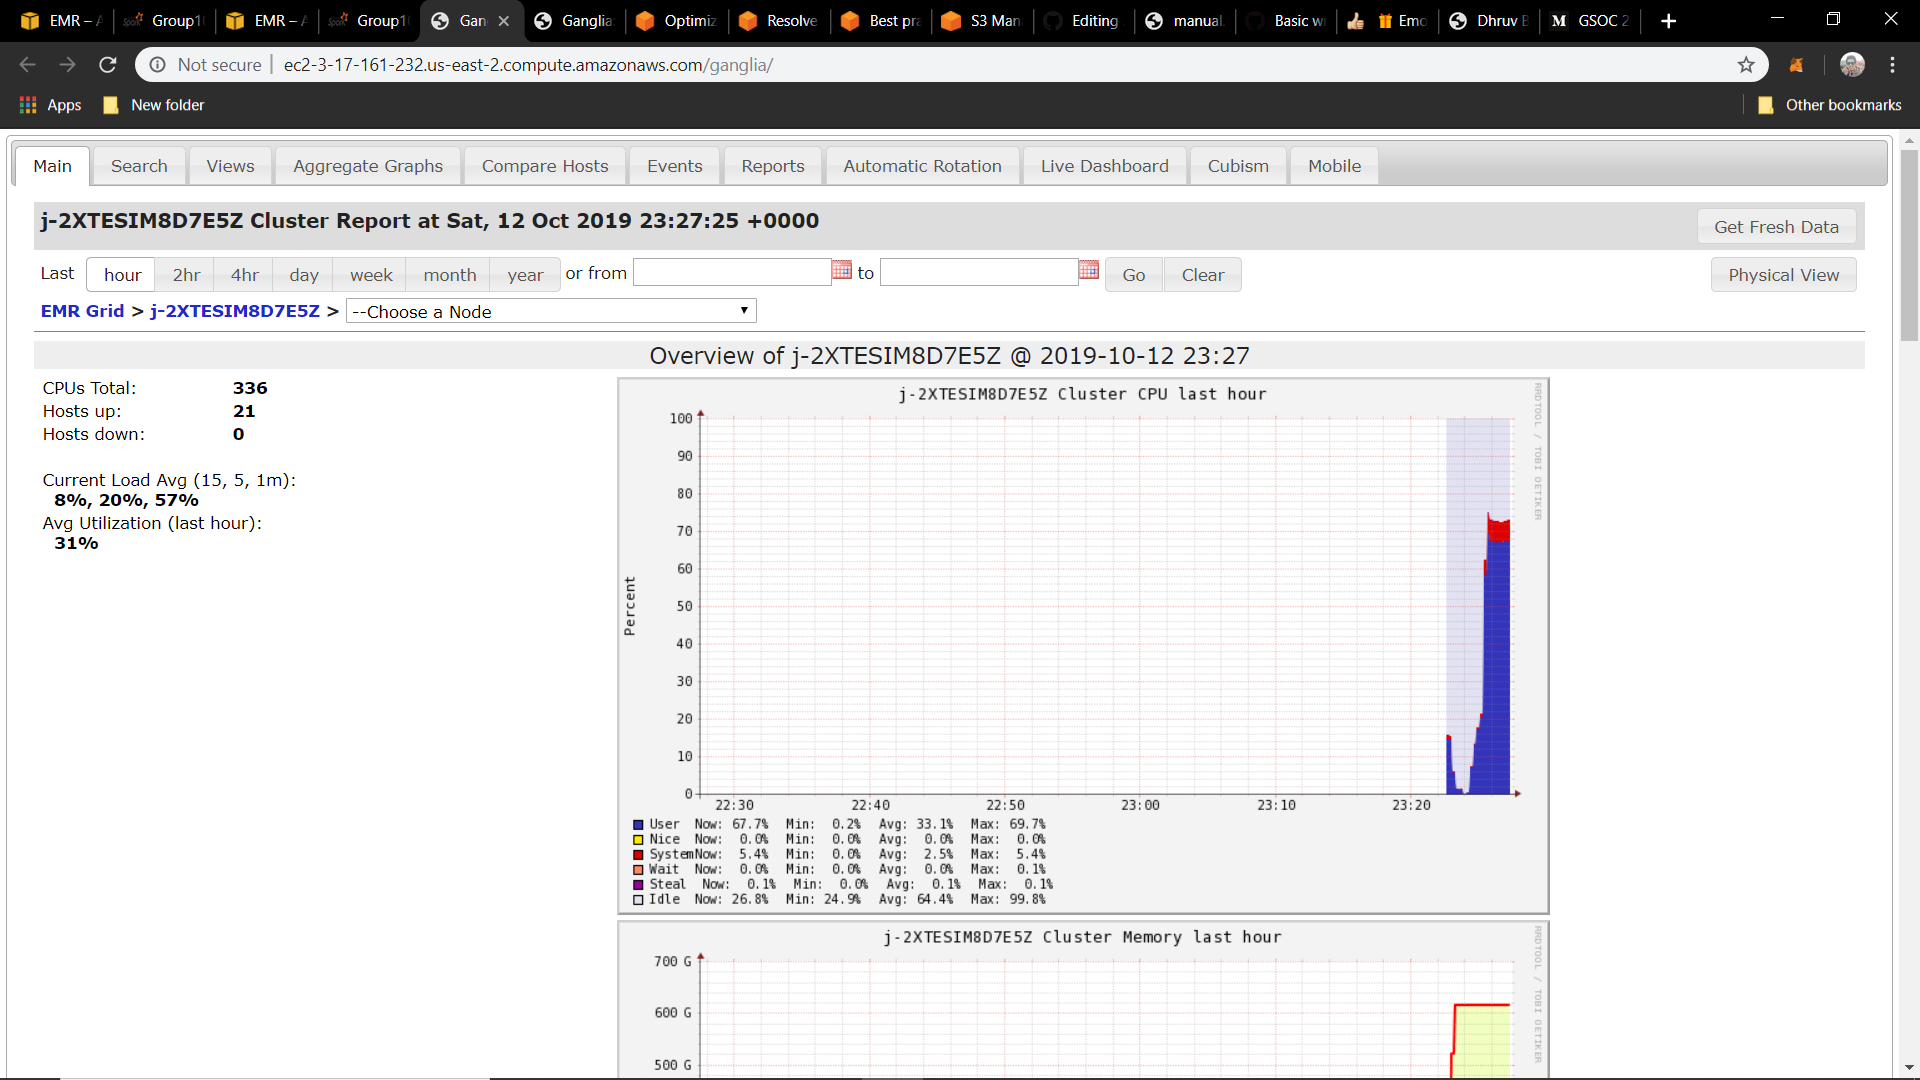 EMR – A
Group1
EMR – A
Group1
Gan
Ganglia
Optimiz
Resolve
Best pra
S3 Man
Editing
manual.
Basic w
Emo
Dhruv B
GSOC 2
Not secure | ec2-3-17-161-232.us-east-2.compute.amazonaws.com/ganglia/
Apps New folder Other bookmarks
Main Search Views Aggregate Graphs Compare Hosts Events Reports Automatic Rotation Live Dashboard Cubism Mobile
j-2XTESIM8D7E5Z Cluster Report at Sat, 12 Oct 2019 23:27:25 +0000
Get Fresh Data
Last hour 2hr 4hr day week month year or from to Go Clear
Physical View
EMR Grid > j-2XTESIM8D7E5Z > --Choose a Node
Overview of j-2XTESIM8D7E5Z @ 2019-10-12 23:27
CPUs Total: 336
Hosts up: 21
Hosts down: 0
Current Load Avg (15, 5, 1m):
8%, 20%, 57%
Avg Utilization (last hour):
31%
j-2XTESIM8D7E5Z Cluster CPU last hour
RRDTOOL / TOBI OETIKER
Percent
100
90
80
70
60
50
40
30
20
10
0
22:30 22:40 22:50 23:00 23:10 23:20
User Now: 67.7% Min: 0.2% Avg: 33.1% Max: 69.7%
Nice Now: 0.0% Min: 0.0% Avg: 0.0% Max: 0.0%
System Now: 5.4% Min: 0.0% Avg: 2.5% Max: 5.4%
Wait Now: 0.0% Min: 0.0% Avg: 0.0% Max: 0.1%
Steal Now: 0.1% Min: 0.0% Avg: 0.1% Max: 0.1%
Idle Now: 26.8% Min: 24.9% Avg: 64.4% Max: 99.8%
j-2XTESIM8D7E5Z Cluster Memory last hour
RRDTOOL / TOBI OETIKER
700 G
600 G
500 G